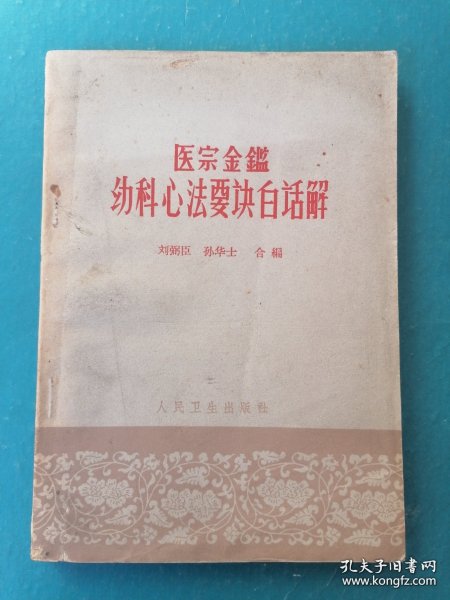 医宗金鑑
幼科心法要诀白话解
刘弼臣 孙华士 合編
人民卫生出版社
孔夫子旧书网
www.kongfz.com